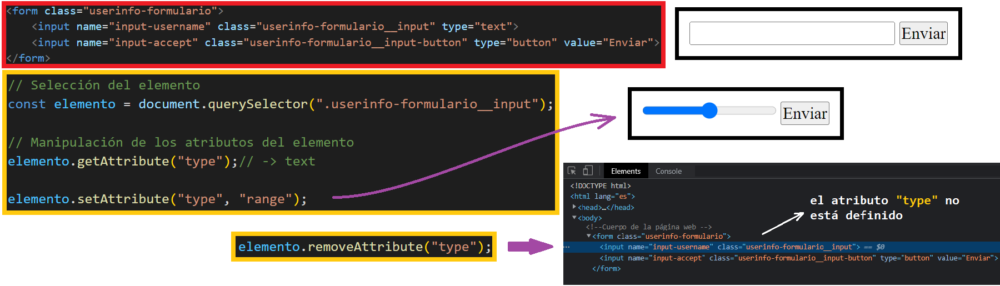 <form class="userinfo-formulario">
<input name="input-username" class="userinfo-formulario__input" type="text">
<input name="input-accept" class="userinfo-formulario__input-button" type="button" value="Enviar">
</form>
Enviar
// Selección del elemento
const elemento = document.querySelector(".userinfo-formulario__input");
// Manipulación de los atributos del elemento
elemento.getAttribute("type");// -> text
elemento.setAttribute("type", "range");
Enviar
elemento.removeAttribute("type");
Elements Console
<!DOCTYPE html>
<html lang="es">
<head>…</head>
<body>
<!--Cuerpo de la página web -->
<form class="userinfo-formulario">
<input name="input-username" class="userinfo-formulario__input"> == $0
<input name="input-accept" class="userinfo-formulario__input-button" type="button" value="Enviar">
</form>
el atributo "type" no
está definido